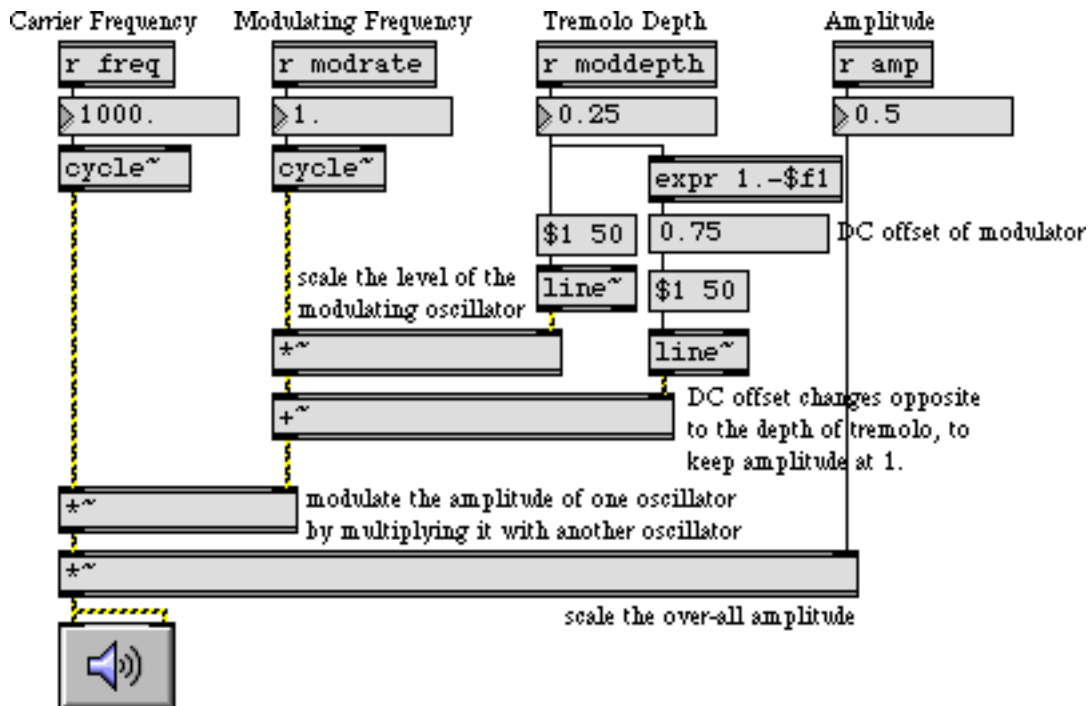 Carrier Frequency
Modulating Frequency
Tremolo Depth
Amplitude
r freq
r modrate
r moddepth
r amp
1000.
1.
0.25
0.5
cycle~
cycle~
expr 1.-$f1
$1 50
0.75
DC offset of modulator
scale the level of the
modulating oscillator
line~
$1 50
*~
line~
+~
DC offset changes opposite
to the depth of tremolo, to
keep amplitude at 1.
*~
modulate the amplitude of one oscillator
by multiplying it with another oscillator
*~
scale the over-all amplitude